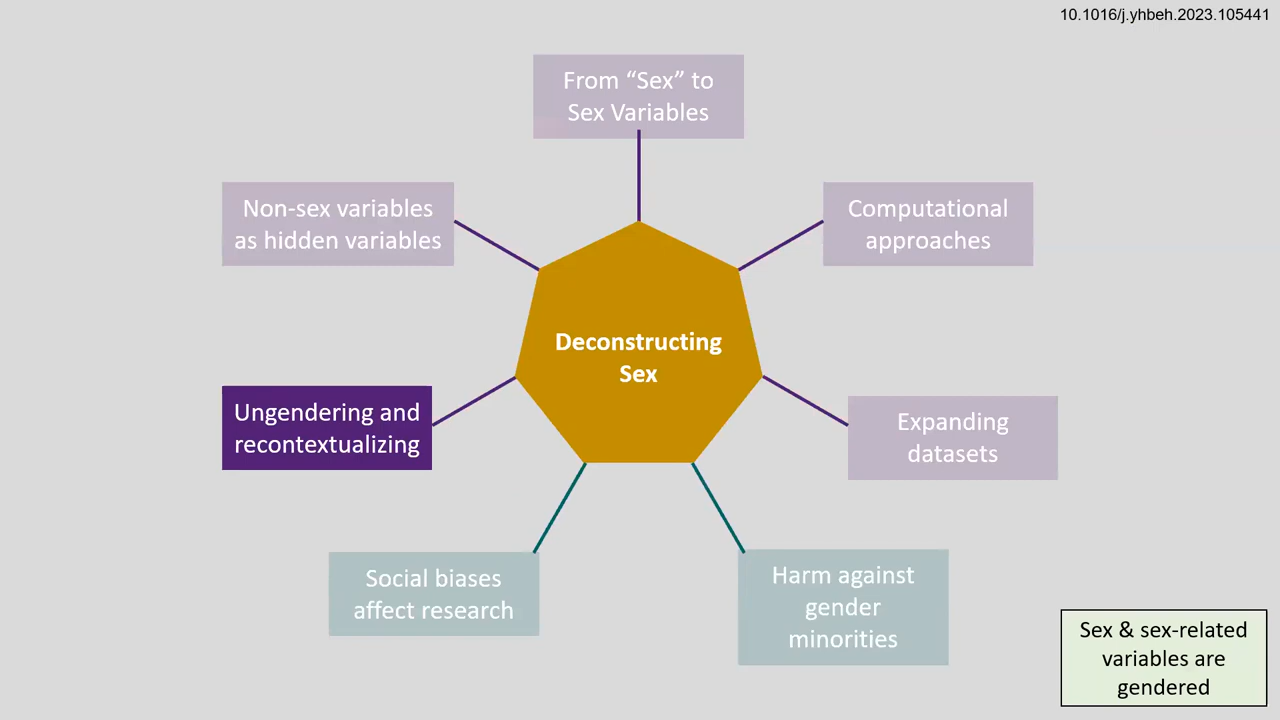 10.1016/j.yhbeh.2023.105441
From “Sex” to
Sex Variables
Non-sex variables
as hidden variables
Computational
approaches
Deconstructing
Sex
Ungendering and
recontextualizing
Expanding
datasets
Social biases
affect research
Harm against
gender
minorities
Sex & sex-related
variables are
gendered